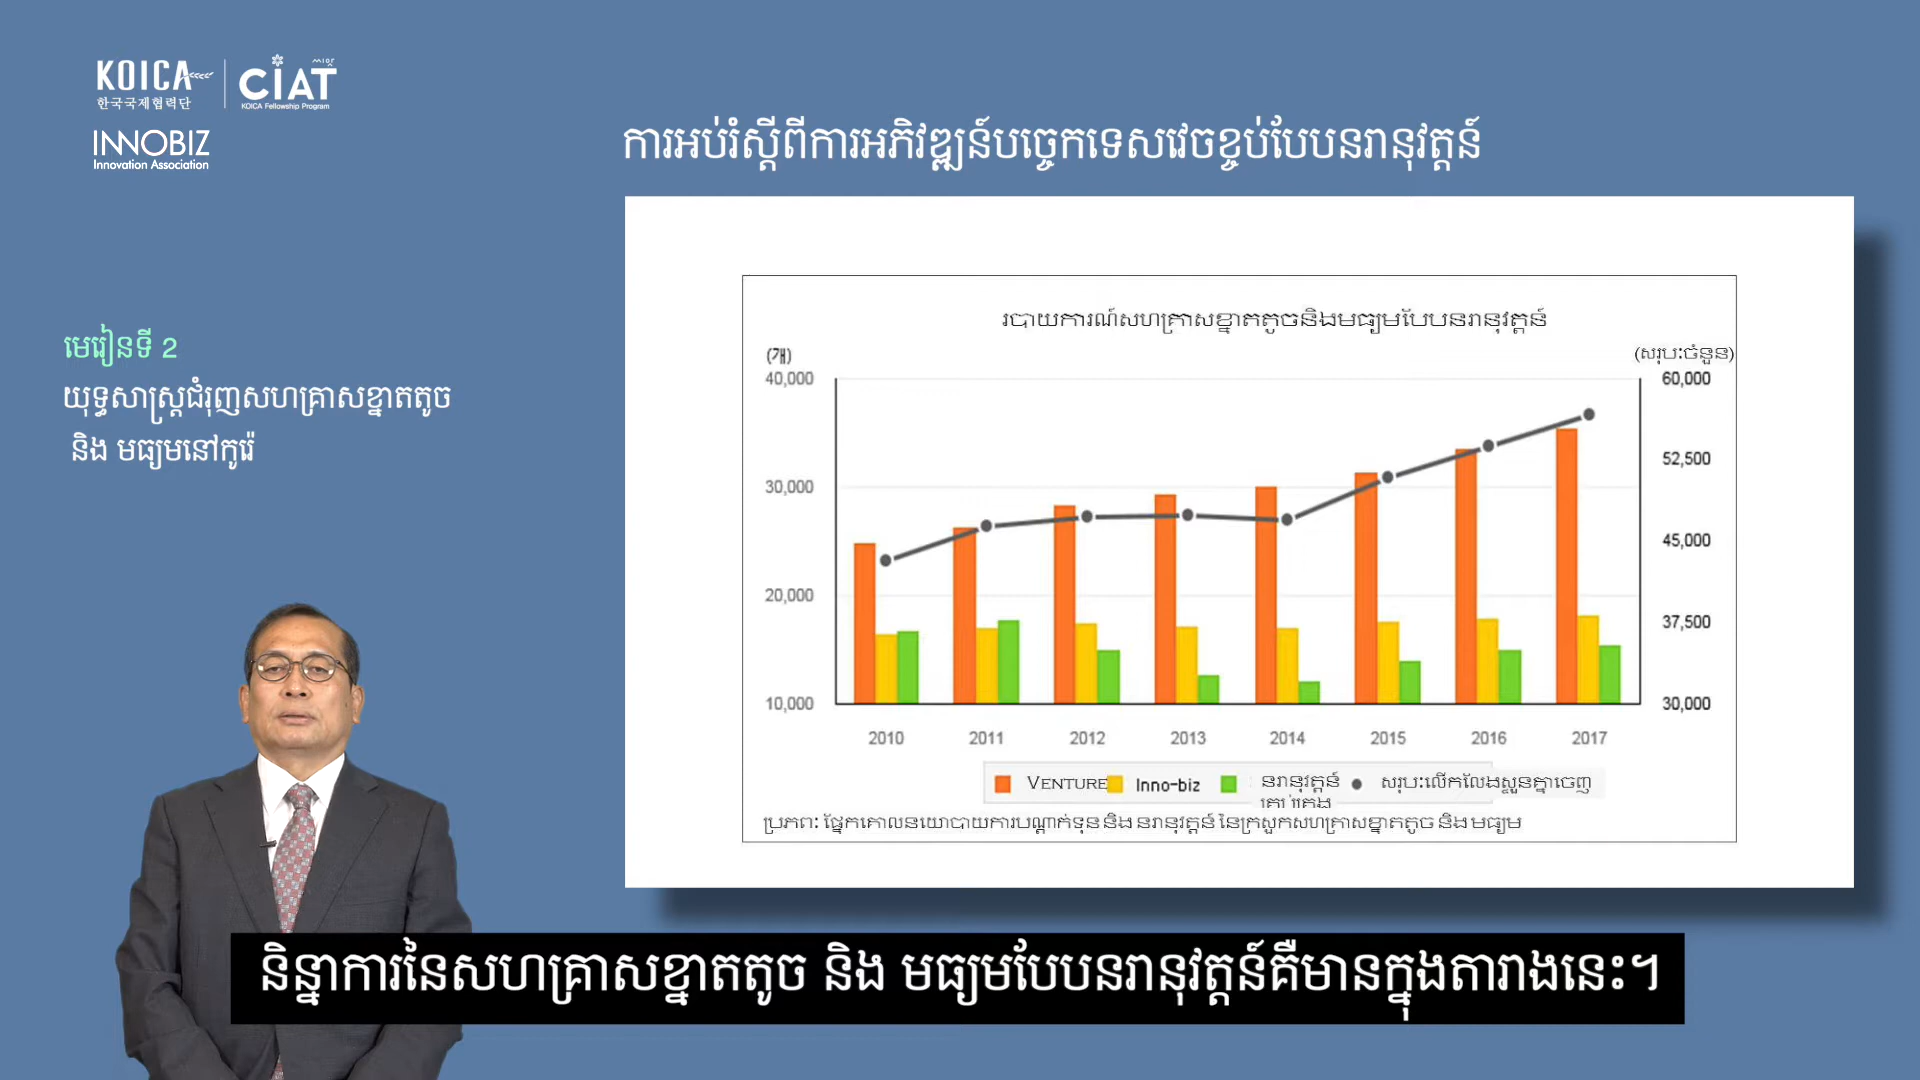 KOICA
한국국제협력단
CIAT
KOICA Fellowship Program
INNOBIZ
Innovation Association
ការអប់រំស្ដីពីការអភិវឌ្ឍន៍បច្ចេកទេសវេចខ្ចប់បែបនវានុវត្តន៍
មេរៀនទី 2
យុទ្ធសាស្ត្រជំរុញសហគ្រាសខ្នាតតូច
និង មធ្យមនៅកូរ៉េ
របាយការណ៍សហគ្រាសខ្នាតតូចនិងមធ្យមបែបនវានុវត្តន៍
(개)
(សរុបៈចំនួន)
40,000
30,000
20,000
10,000
60,000
52,500
45,000
37,500
30,000
2010 2011 2012 2013 2014 2015 2016 2017
VENTURE Inno-biz នវានុវត្តន៍ សរុបៈលើកលែងស្ទួនគ្នាចេញ
ប្រភពៈ ផ្នែកគោលនយោបាយការបណ្ដាក់ទុន និង នវានុវត្តន៍ នៃក្រសួកសហគ្រាសខ្នាតតូច និង មធ្យម
និន្នាការនៃសហគ្រាសខ្នាតតូច និង មធ្យមបែបនវានុវត្តន៍គឺមានក្នុងតារាងនេះ។